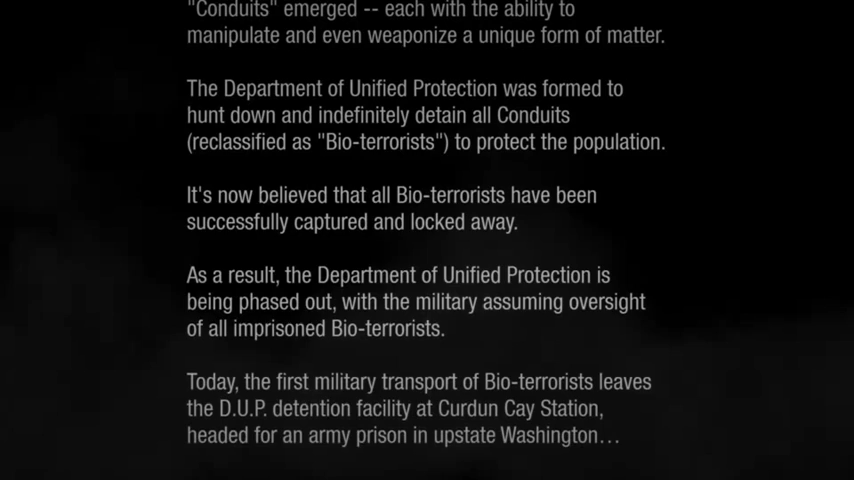 "Conduits" emerged -- each with the ability to
manipulate and even weaponize a unique form of matter.
The Department of Unified Protection was formed to
hunt down and indefinitely detain all Conduits
(reclassified as "Bio-terrorists") to protect the population.
It's now believed that all Bio-terrorists have been
successfully captured and locked away.
As a result, the Department of Unified Protection is
being phased out, with the military assuming oversight
of all imprisoned Bio-terrorists.
Today, the first military transport of Bio-terrorists leaves
the D.U.P. detention facility at Curdun Cay Station,
headed for an army prison in upstate Washington…